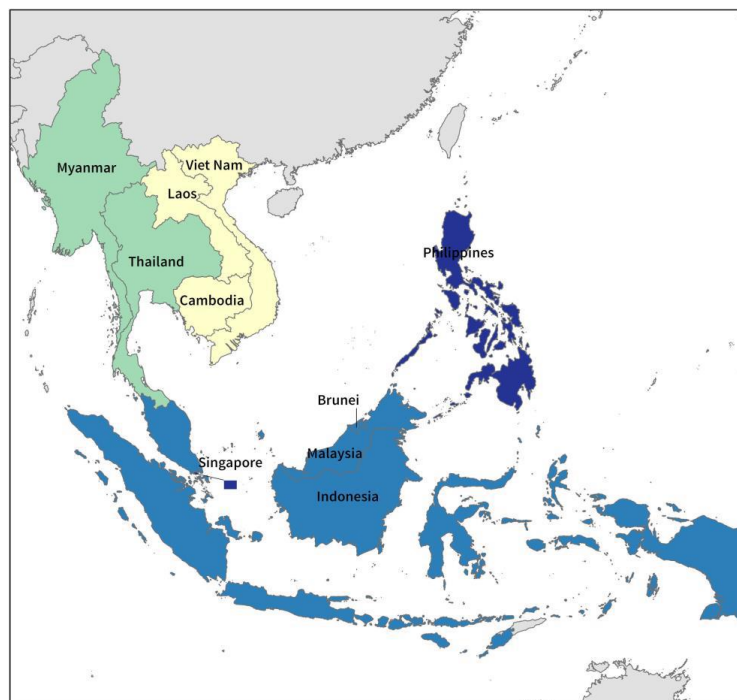 Myanmar
Viet Nam
Laos
Thailand
Cambodia
Philippines
Brunei
Malaysia
Singapore
Indonesia